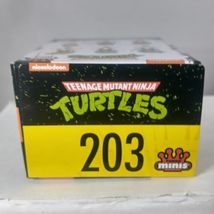 nickelodeon
TEENAGE MUTANT NINJA
TURTLES
203
minis